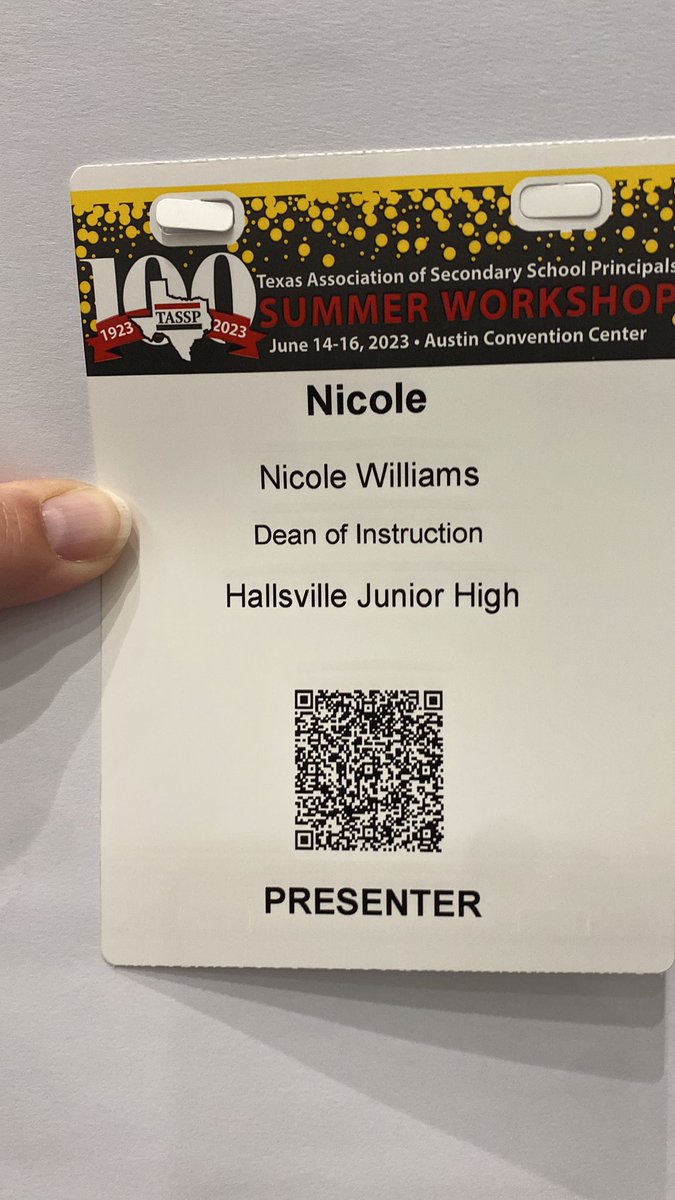 100
1923 TASSP 2023
Texas Association of Secondary School Principals
SUMMER WORKSHOP
June 14-16, 2023 • Austin Convention Center
Nicole
Nicole Williams
Dean of Instruction
Hallsville Junior High
PRESENTER